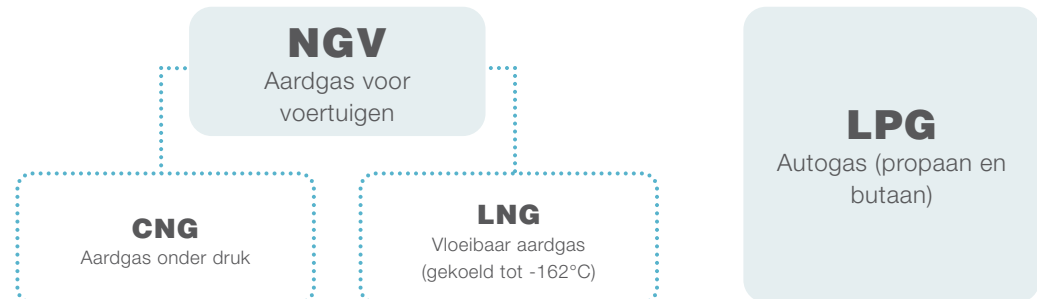 NGV
Aardgas voor
voertuigen
LPG
Autogas (propaan en
butaan)
CNG
Aardgas onder druk
LNG
Vloeibaar aardgas
(gekoeld tot -162°C)